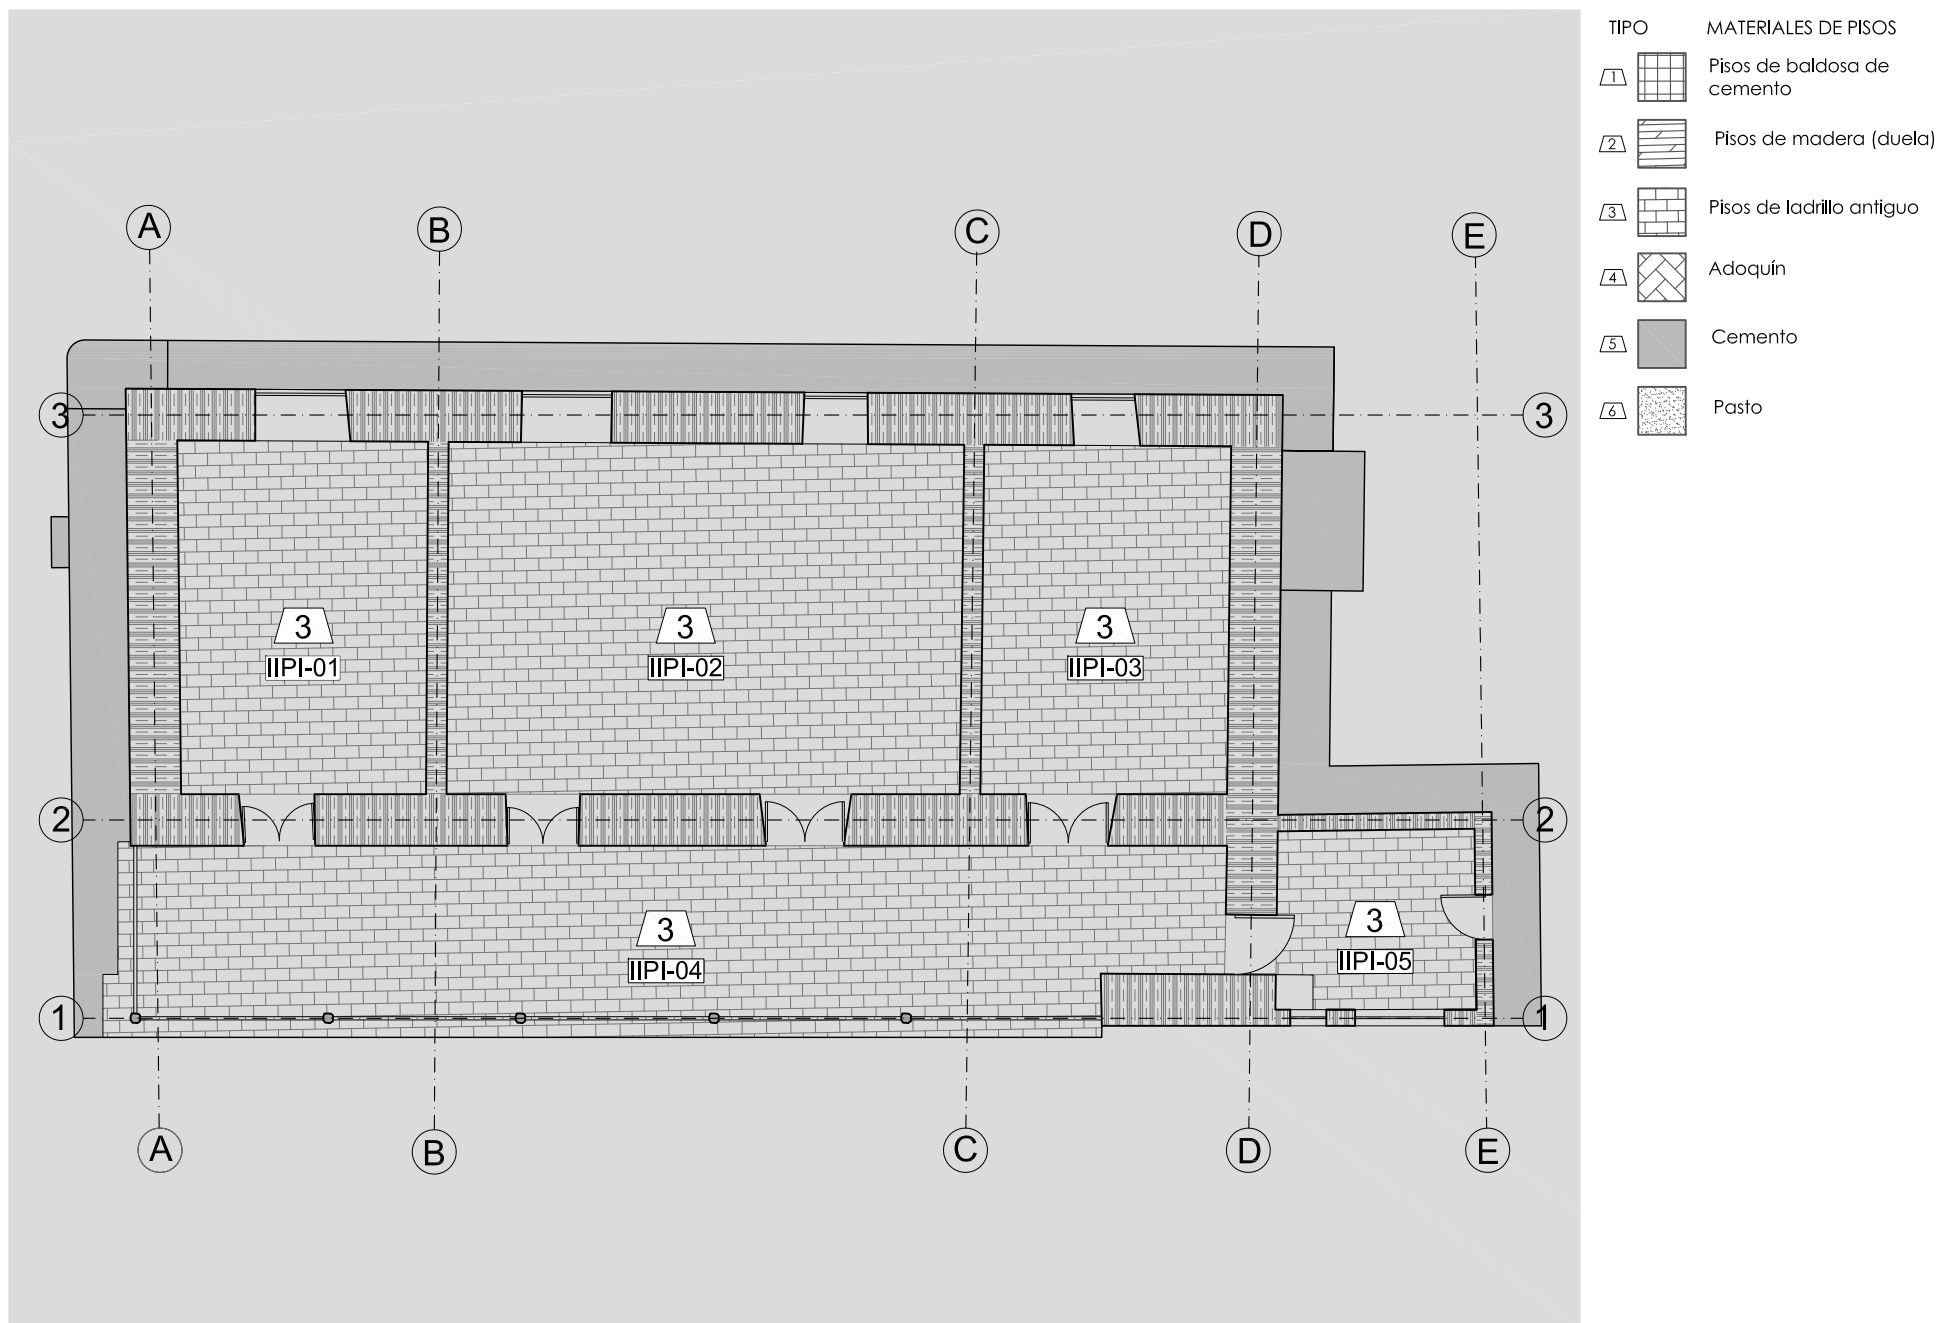 TIPO MATERIALES DE PISOS
1 Pisos de baldosa de
cemento
2 Pisos de madera (duela)
3 Pisos de ladrillo antiguo
4 Adoquín
5 Cemento
6 Pasto
A B C D E
3 3
3 3 3
IIPI-01 IIPI-02 IIPI-03
2 2
3 3
IIPI-04 IIPI-05
1 1
A B C D E